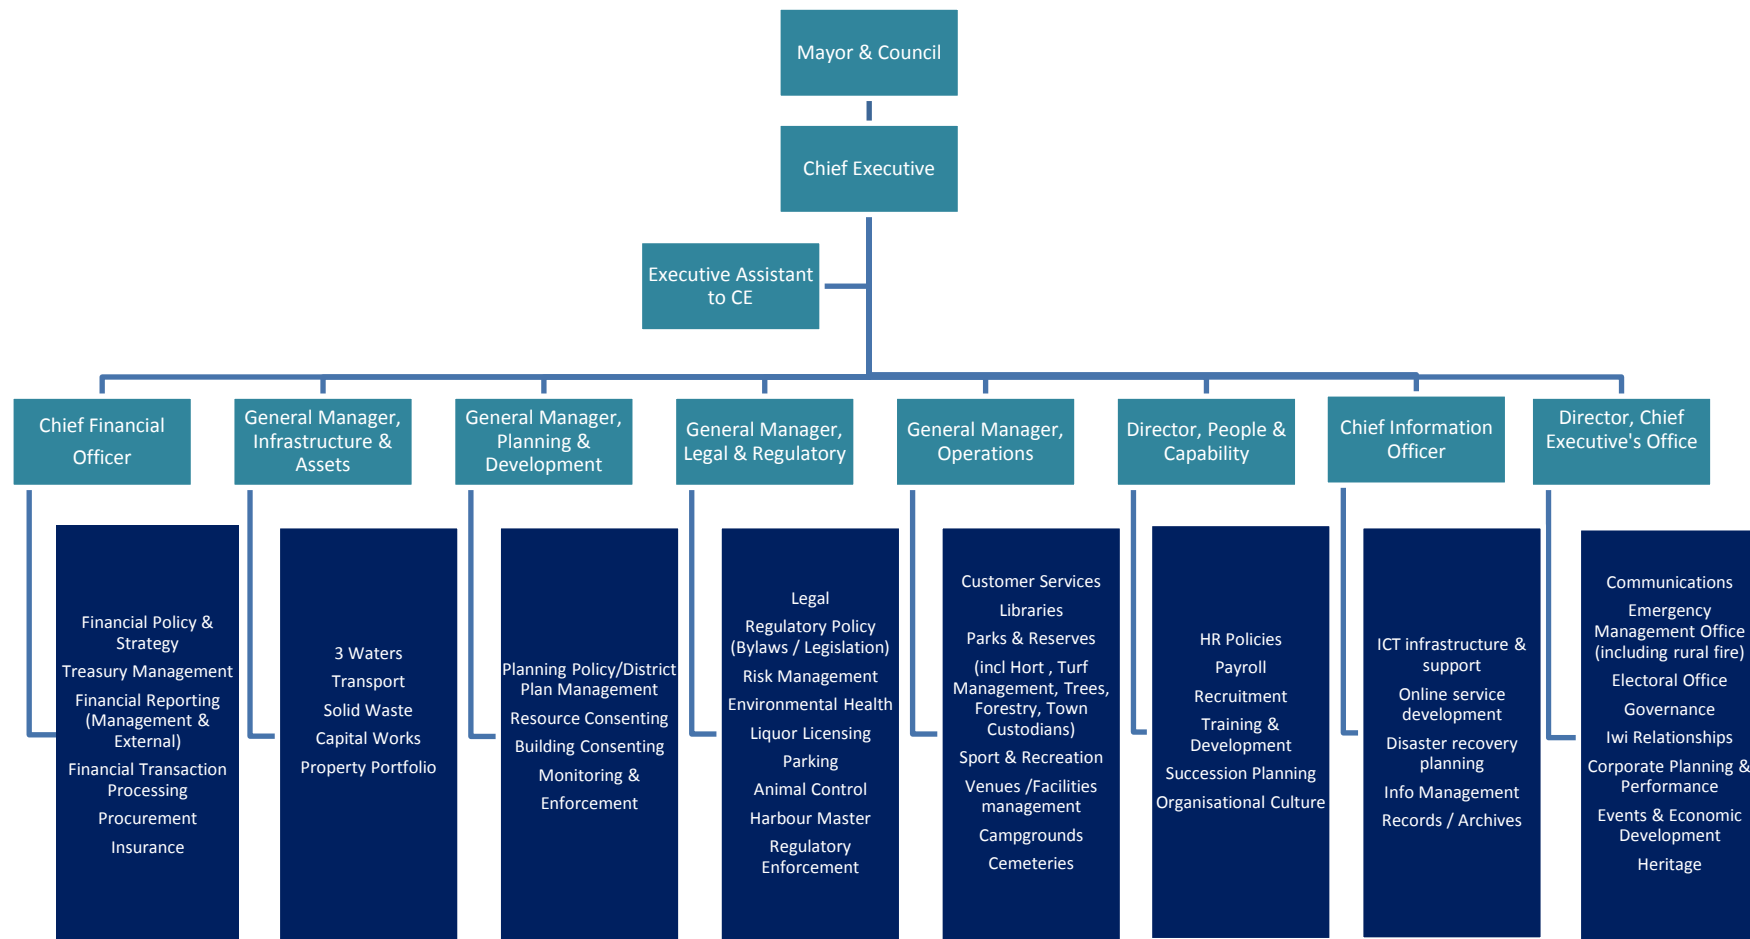 Mayor & Council
Chief Executive
Executive Assistant
to CE
Chief Financial
Officer
General Manager,
Infrastructure &
Assets
General Manager,
Planning &
Development
General Manager,
Legal & Regulatory
General Manager,
Operations
Director, People &
Capability
Chief Information
Officer
Director, Chief
Executive's Office
Financial Policy &
Strategy
Treasury Management
Financial Reporting
(Management &
External)
Financial Transaction
Processing
Procurement
Insurance
3 Waters
Transport
Solid Waste
Capital Works
Property Portfolio
Planning Policy/District
Plan Management
Resource Consenting
Building Consenting
Monitoring &
Enforcement
Legal
Regulatory Policy
(Bylaws / Legislation)
Risk Management
Environmental Health
Liquor Licensing
Parking
Animal Control
Harbour Master
Regulatory
Enforcement
Customer Services
Libraries
Parks & Reserves
(incl Hort , Turf
Management, Trees,
Forestry, Town
Custodians)
Sport & Recreation
Venues /Facilities
management
Campgrounds
Cemeteries
HR Policies
Payroll
Recruitment
Training &
Development
Succession Planning
Organisational Culture
ICT infrastructure &
support
Online service
development
Disaster recovery
planning
Info Management
Records / Archives
Communications
Emergency
Management Office
(including rural fire)
Electoral Office
Governance
Iwi Relationships
Corporate Planning &
Performance
Events & Economic
Development
Heritage